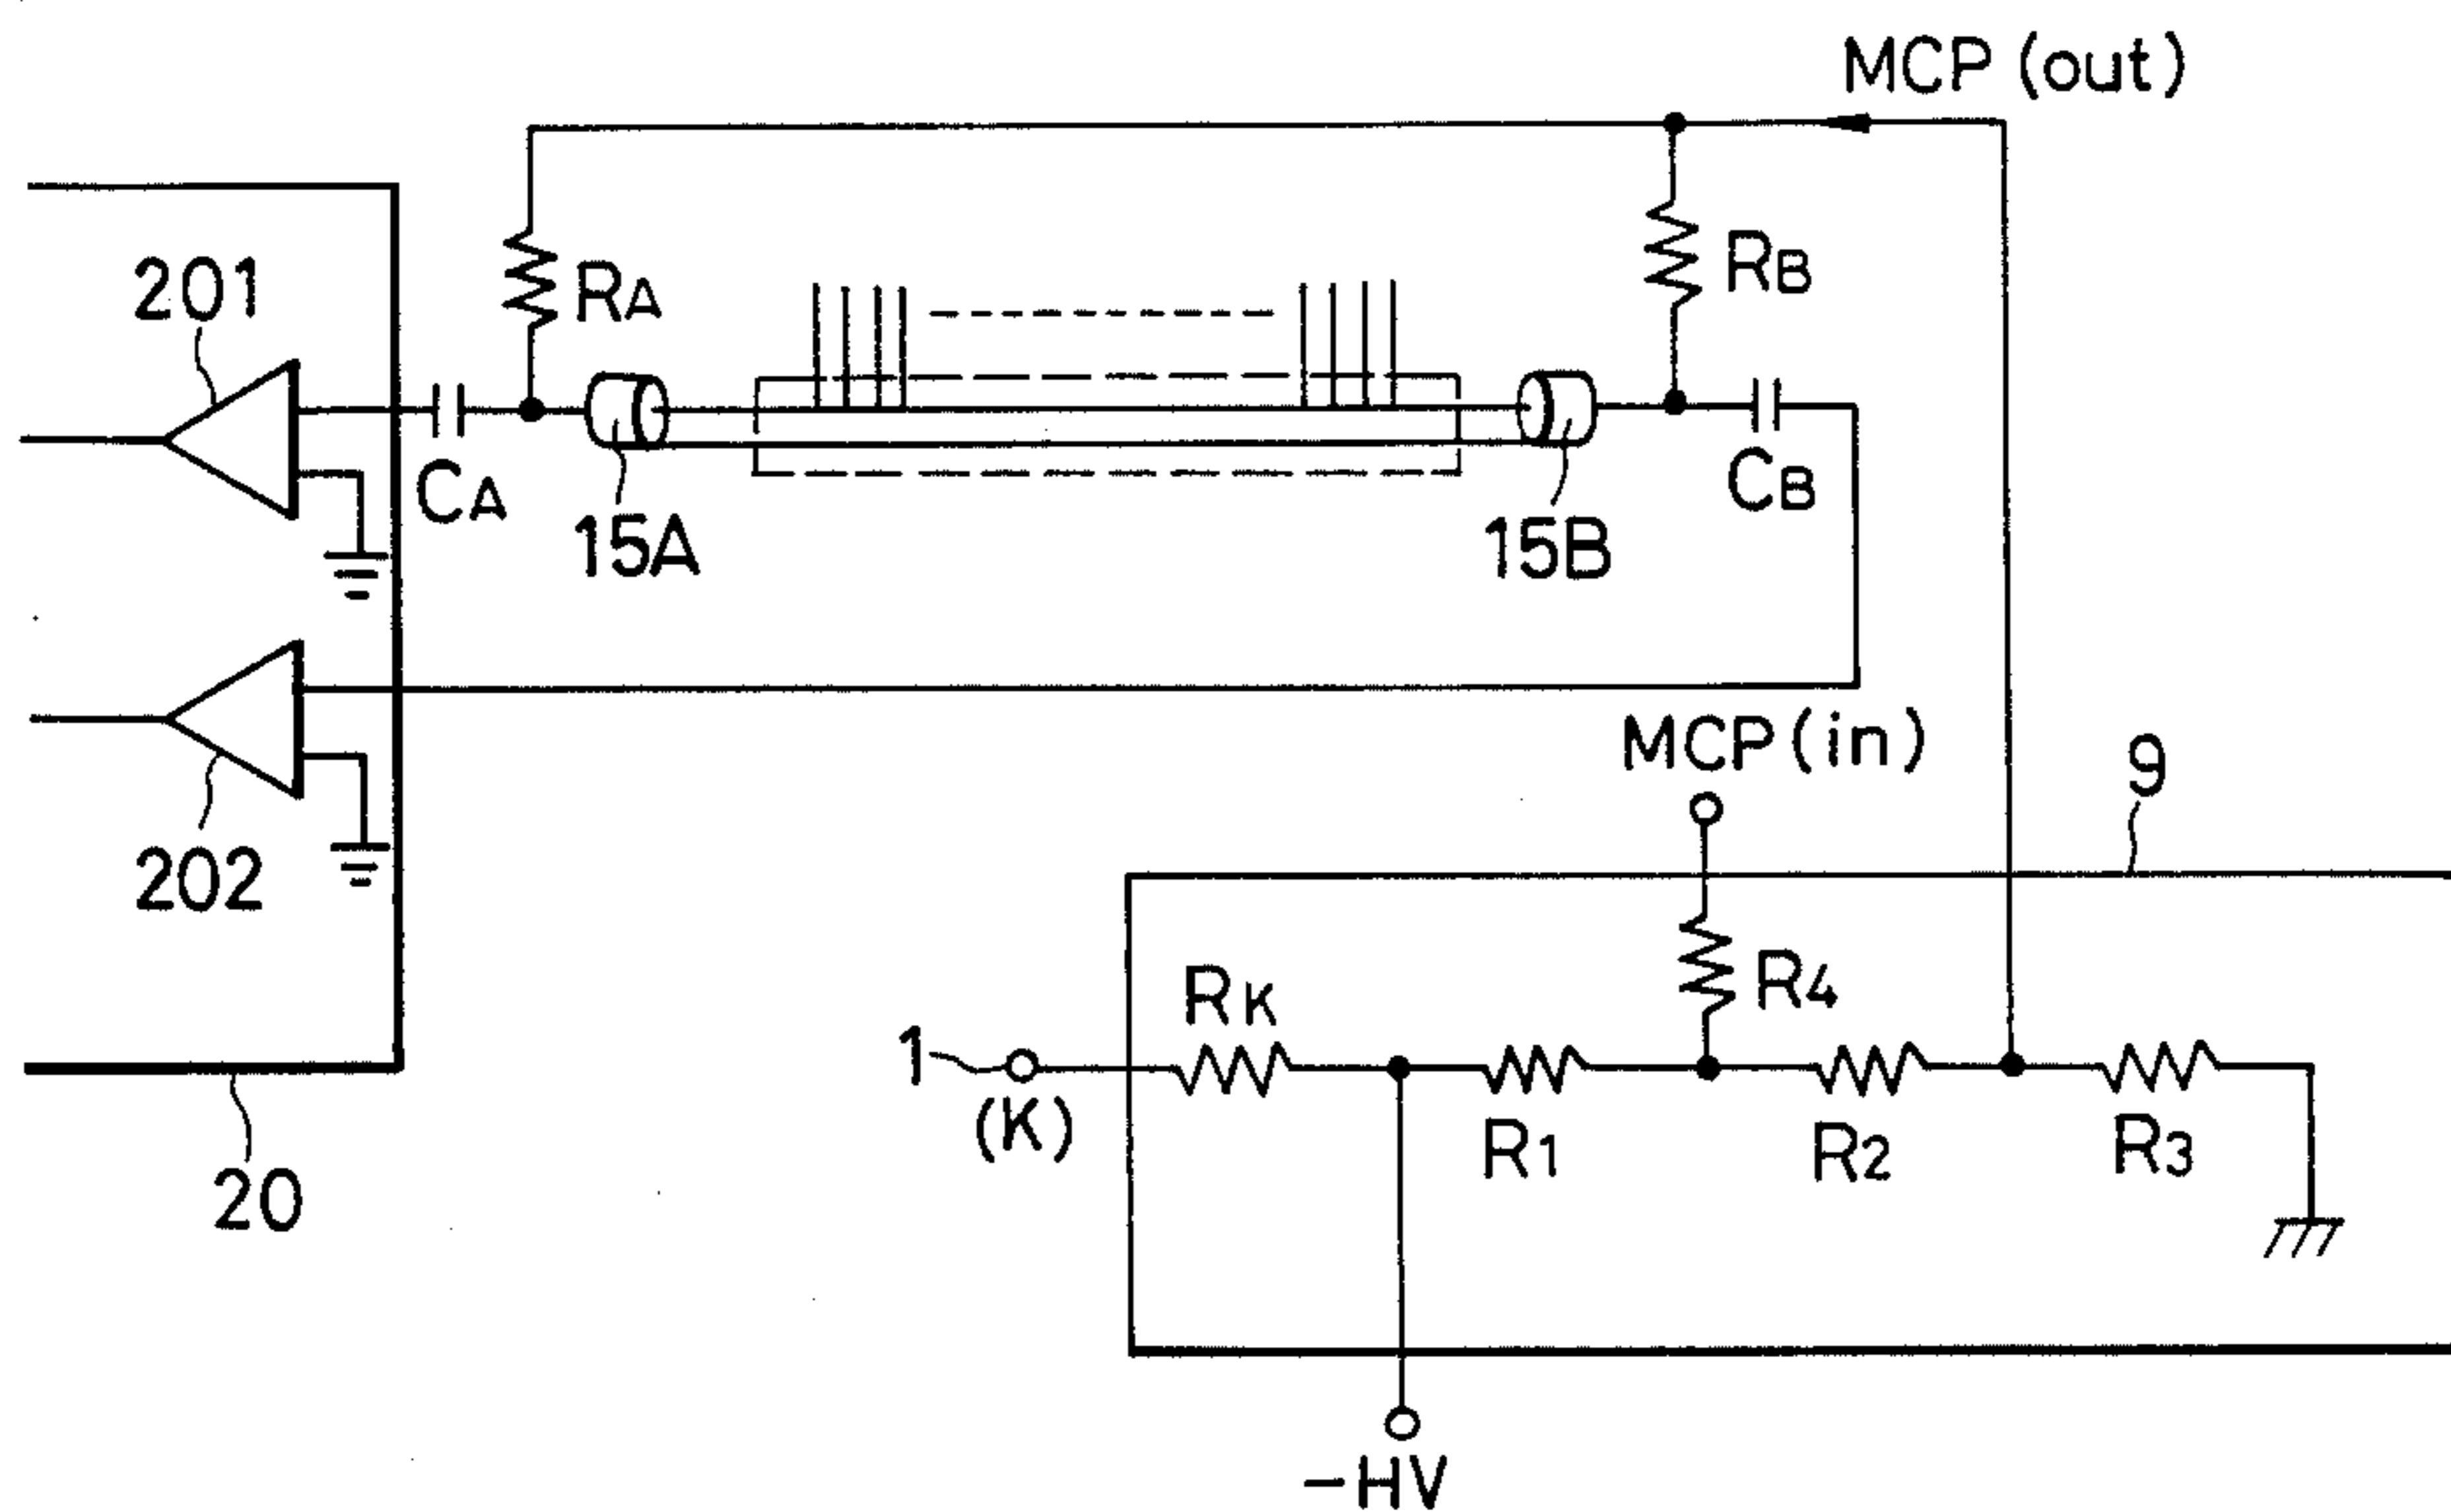 MCP (out)
201
RA
RB
CA
15A
15B
CB
202
MCP (in)
9
RK
R4
1
(K)
R1
R2
R3
20
-HV